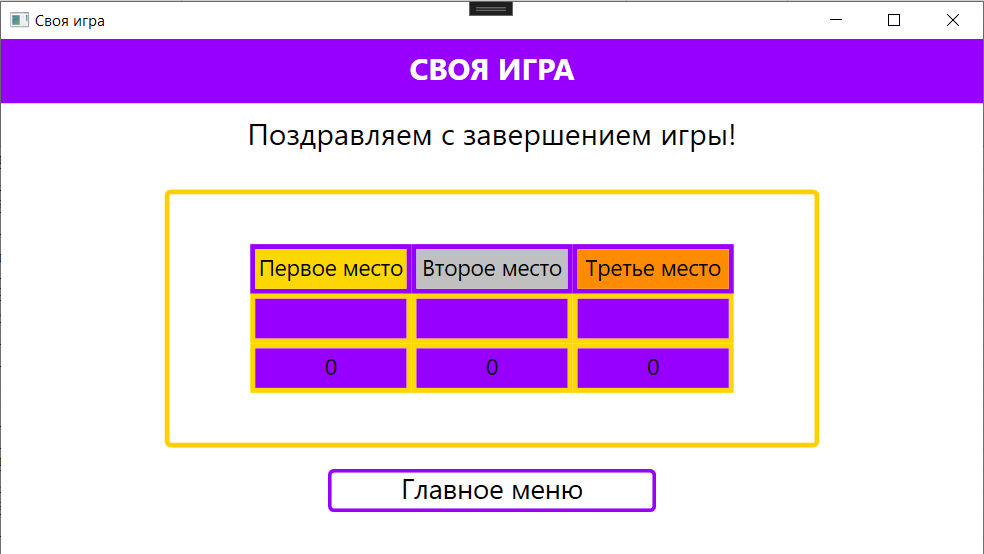 Своя игра
СВОЯ ИГРА
Поздравляем с завершением игры!
Первое место Второе место Третье место
0 0 0
Главное меню